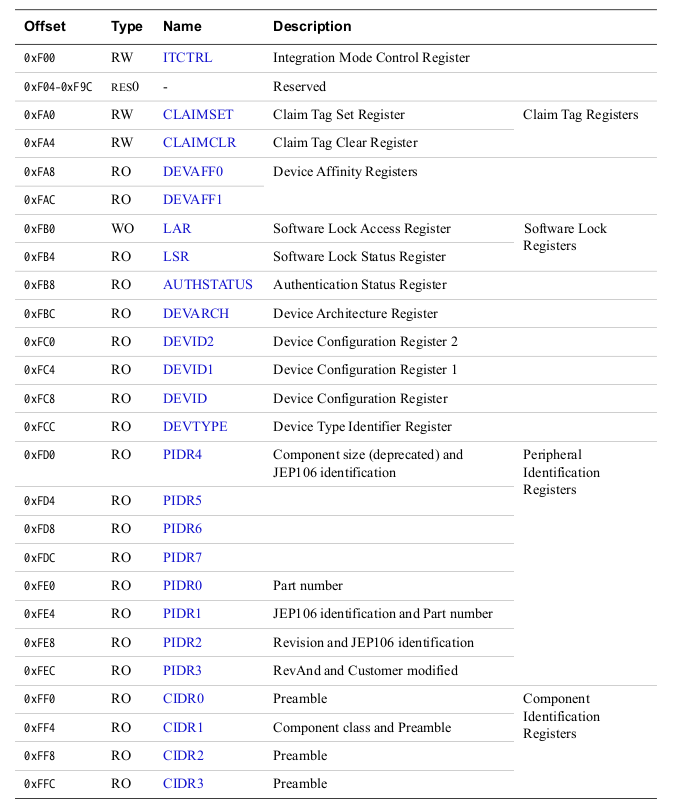 Offset Type Name Description
0xF00 RW ITCTRL Integration Mode Control Register
0xF04-0xF9C RES0 - Reserved
0xFA0 RW CLAIMSET Claim Tag Set Register Claim Tag Registers
0xFA4 RW CLAIMCLR Claim Tag Clear Register
0xFA8 RO DEVAFF0 Device Affinity Registers
0xFAC RO DEVAFF1
0xFB0 WO LAR Software Lock Access Register Software Lock
Registers
0xFB4 RO LSR Software Lock Status Register
0xFB8 RO AUTHSTATUS Authentication Status Register
0xFBC RO DEVARCH Device Architecture Register
0xFC0 RO DEVID2 Device Configuration Register 2
0xFC4 RO DEVID1 Device Configuration Register 1
0xFC8 RO DEVID Device Configuration Register
0xFCC RO DEVTYPE Device Type Identifier Register
0xFD0 RO PIDR4 Component size (deprecated) and Peripheral
JEP106 identification Identification
Registers
0xFD4 RO PIDR5
0xFD8 RO PIDR6
0xFDC RO PIDR7
0xFE0 RO PIDR0 Part number
0xFE4 RO PIDR1 JEP106 identification and Part number
0xFE8 RO PIDR2 Revision and JEP106 identification
0xFEC RO PIDR3 RevAnd and Customer modified
0xFF0 RO CIDR0 Preamble Component
Identification
0xFF4 RO CIDR1 Component class and Preamble Registers
0xFF8 RO CIDR2 Preamble
0xFFC RO CIDR3 Preamble